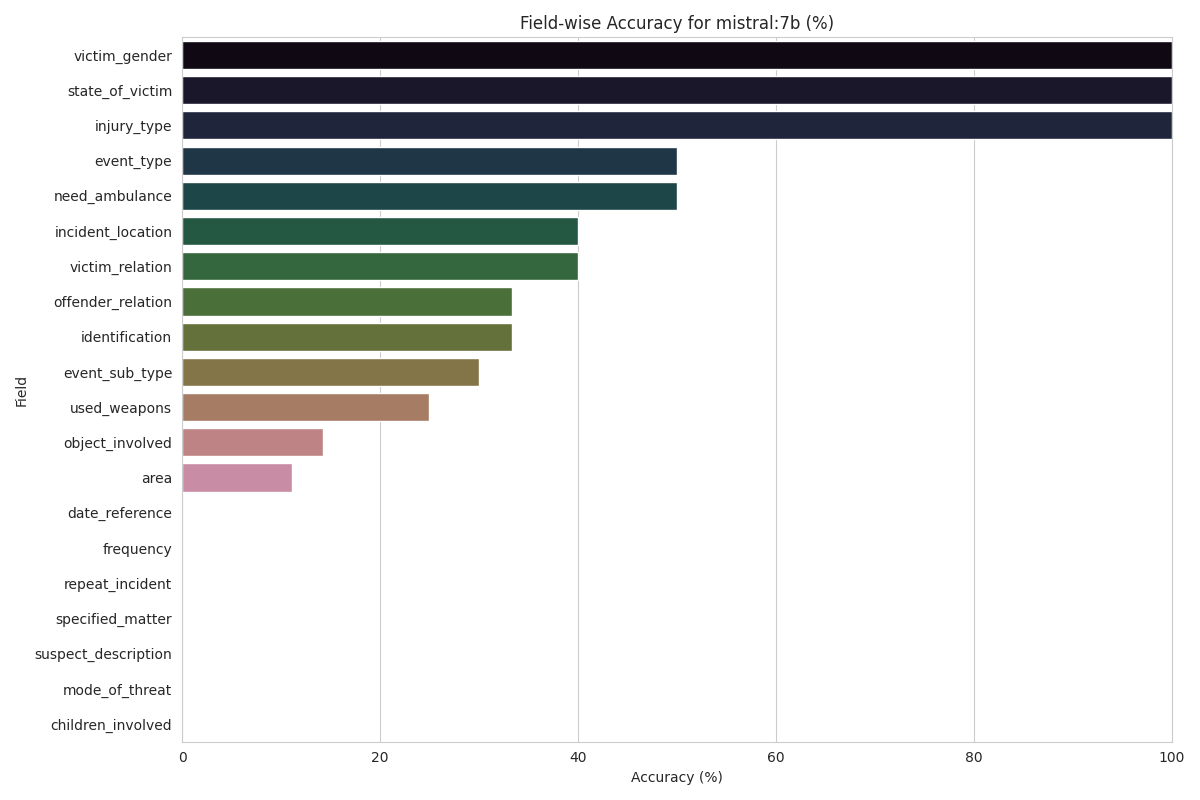 Field-wise Accuracy for mistral:7b (%)
victim_gender
state_of_victim
injury_type
event_type
need_ambulance
incident_location
victim_relation
offender_relation
identification
event_sub_type
used_weapons
object_involved
area
date_reference
frequency
repeat_incident
specified_matter
suspect_description
mode_of_threat
children_involved
Field
0 20 40 60 80 100
Accuracy (%)